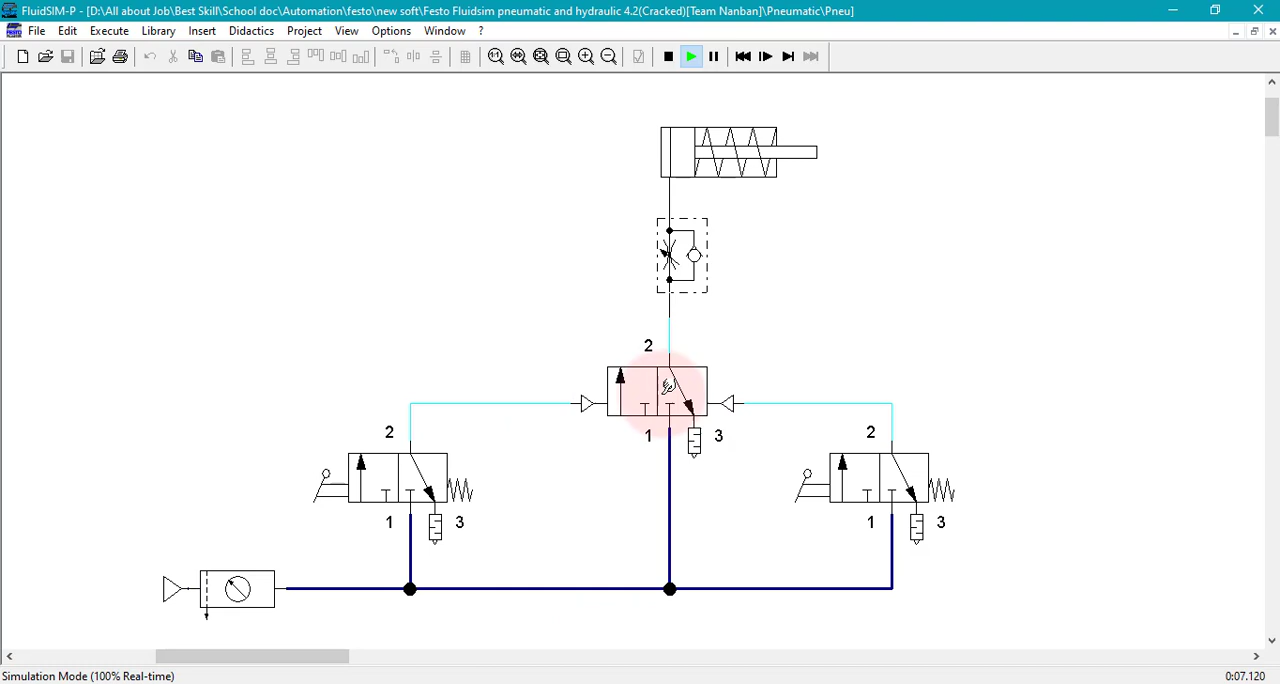 FluidSIM-P - [D:\All about Job\Best Skill\School doc\Automation\festo\new soft\Festo Fluidsim pneumatic and hydraulic 4.2(Cracked)[Team Nanban]\Pneumatic\Pneu]
File Edit Execute Library Insert Didactics Project View Options Window ?
2
1 3
2
1 3
2
1 3
Simulation Mode (100% Real-time) 0:07.120